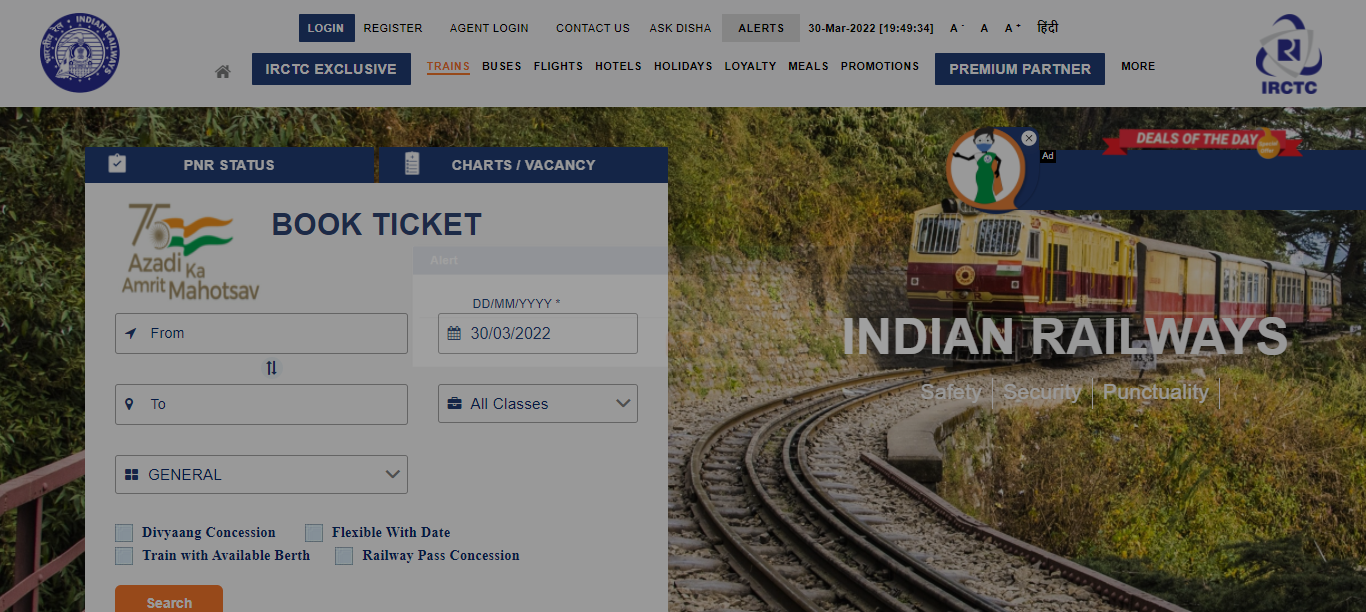 LOGIN REGISTER AGENT LOGIN CONTACT US ASK DISHA ALERTS 30-Mar-2022 [19:49:34] A - A A + हिंदी
INDIAN RAILWAYS
भारतीय रेल
IRCTC EXCLUSIVE TRAINS BUSES FLIGHTS HOTELS HOLIDAYS LOYALTY MEALS PROMOTIONS PREMIUM PARTNER MORE
IRCTC
PNR STATUS CHARTS / VACANCY
75
Azadi Ka
Amrit Mahotsav
BOOK TICKET
Alert
DD/MM/YYYY *
From 30/03/2022
To All Classes
GENERAL
Divyaang Concession Flexible With Date
Train with Available Berth Railway Pass Concession
Search
Ad
DEALS OF THE DAY
Special
offer
INDIAN RAILWAYS
Safety Security Punctuality